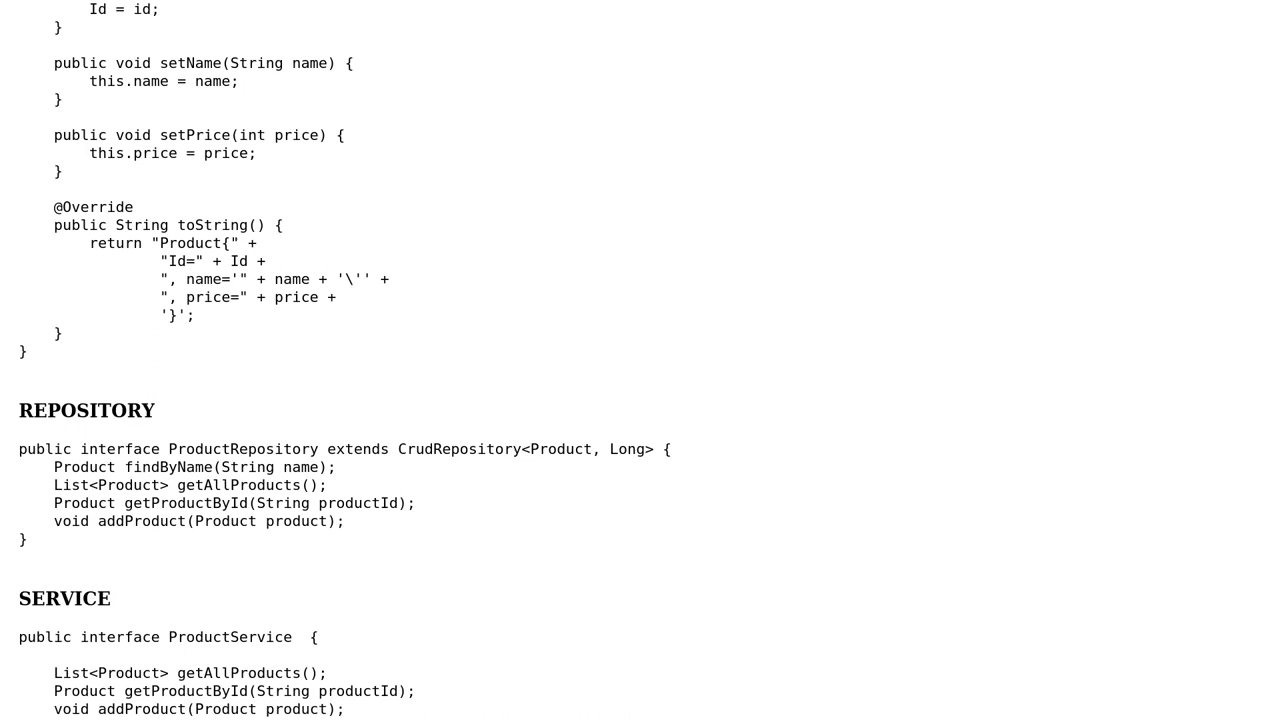 Id = id;
    }

    public void setName(String name) {
        this.name = name;
    }

    public void setPrice(int price) {
        this.price = price;
    }

    @Override
    public String toString() {
        return "Product{" +
                "Id=" + Id +
                ", name='" + name + '\'' +
                ", price=" + price +
                '}';
    }
}

REPOSITORY

public interface ProductRepository extends CrudRepository<Product, Long> {
    Product findByName(String name);
    List<Product> getAllProducts();
    Product getProductById(String productId);
    void addProduct(Product product);
}

SERVICE

public interface ProductService  {

    List<Product> getAllProducts();
    Product getProductById(String productId);
    void addProduct(Product product);